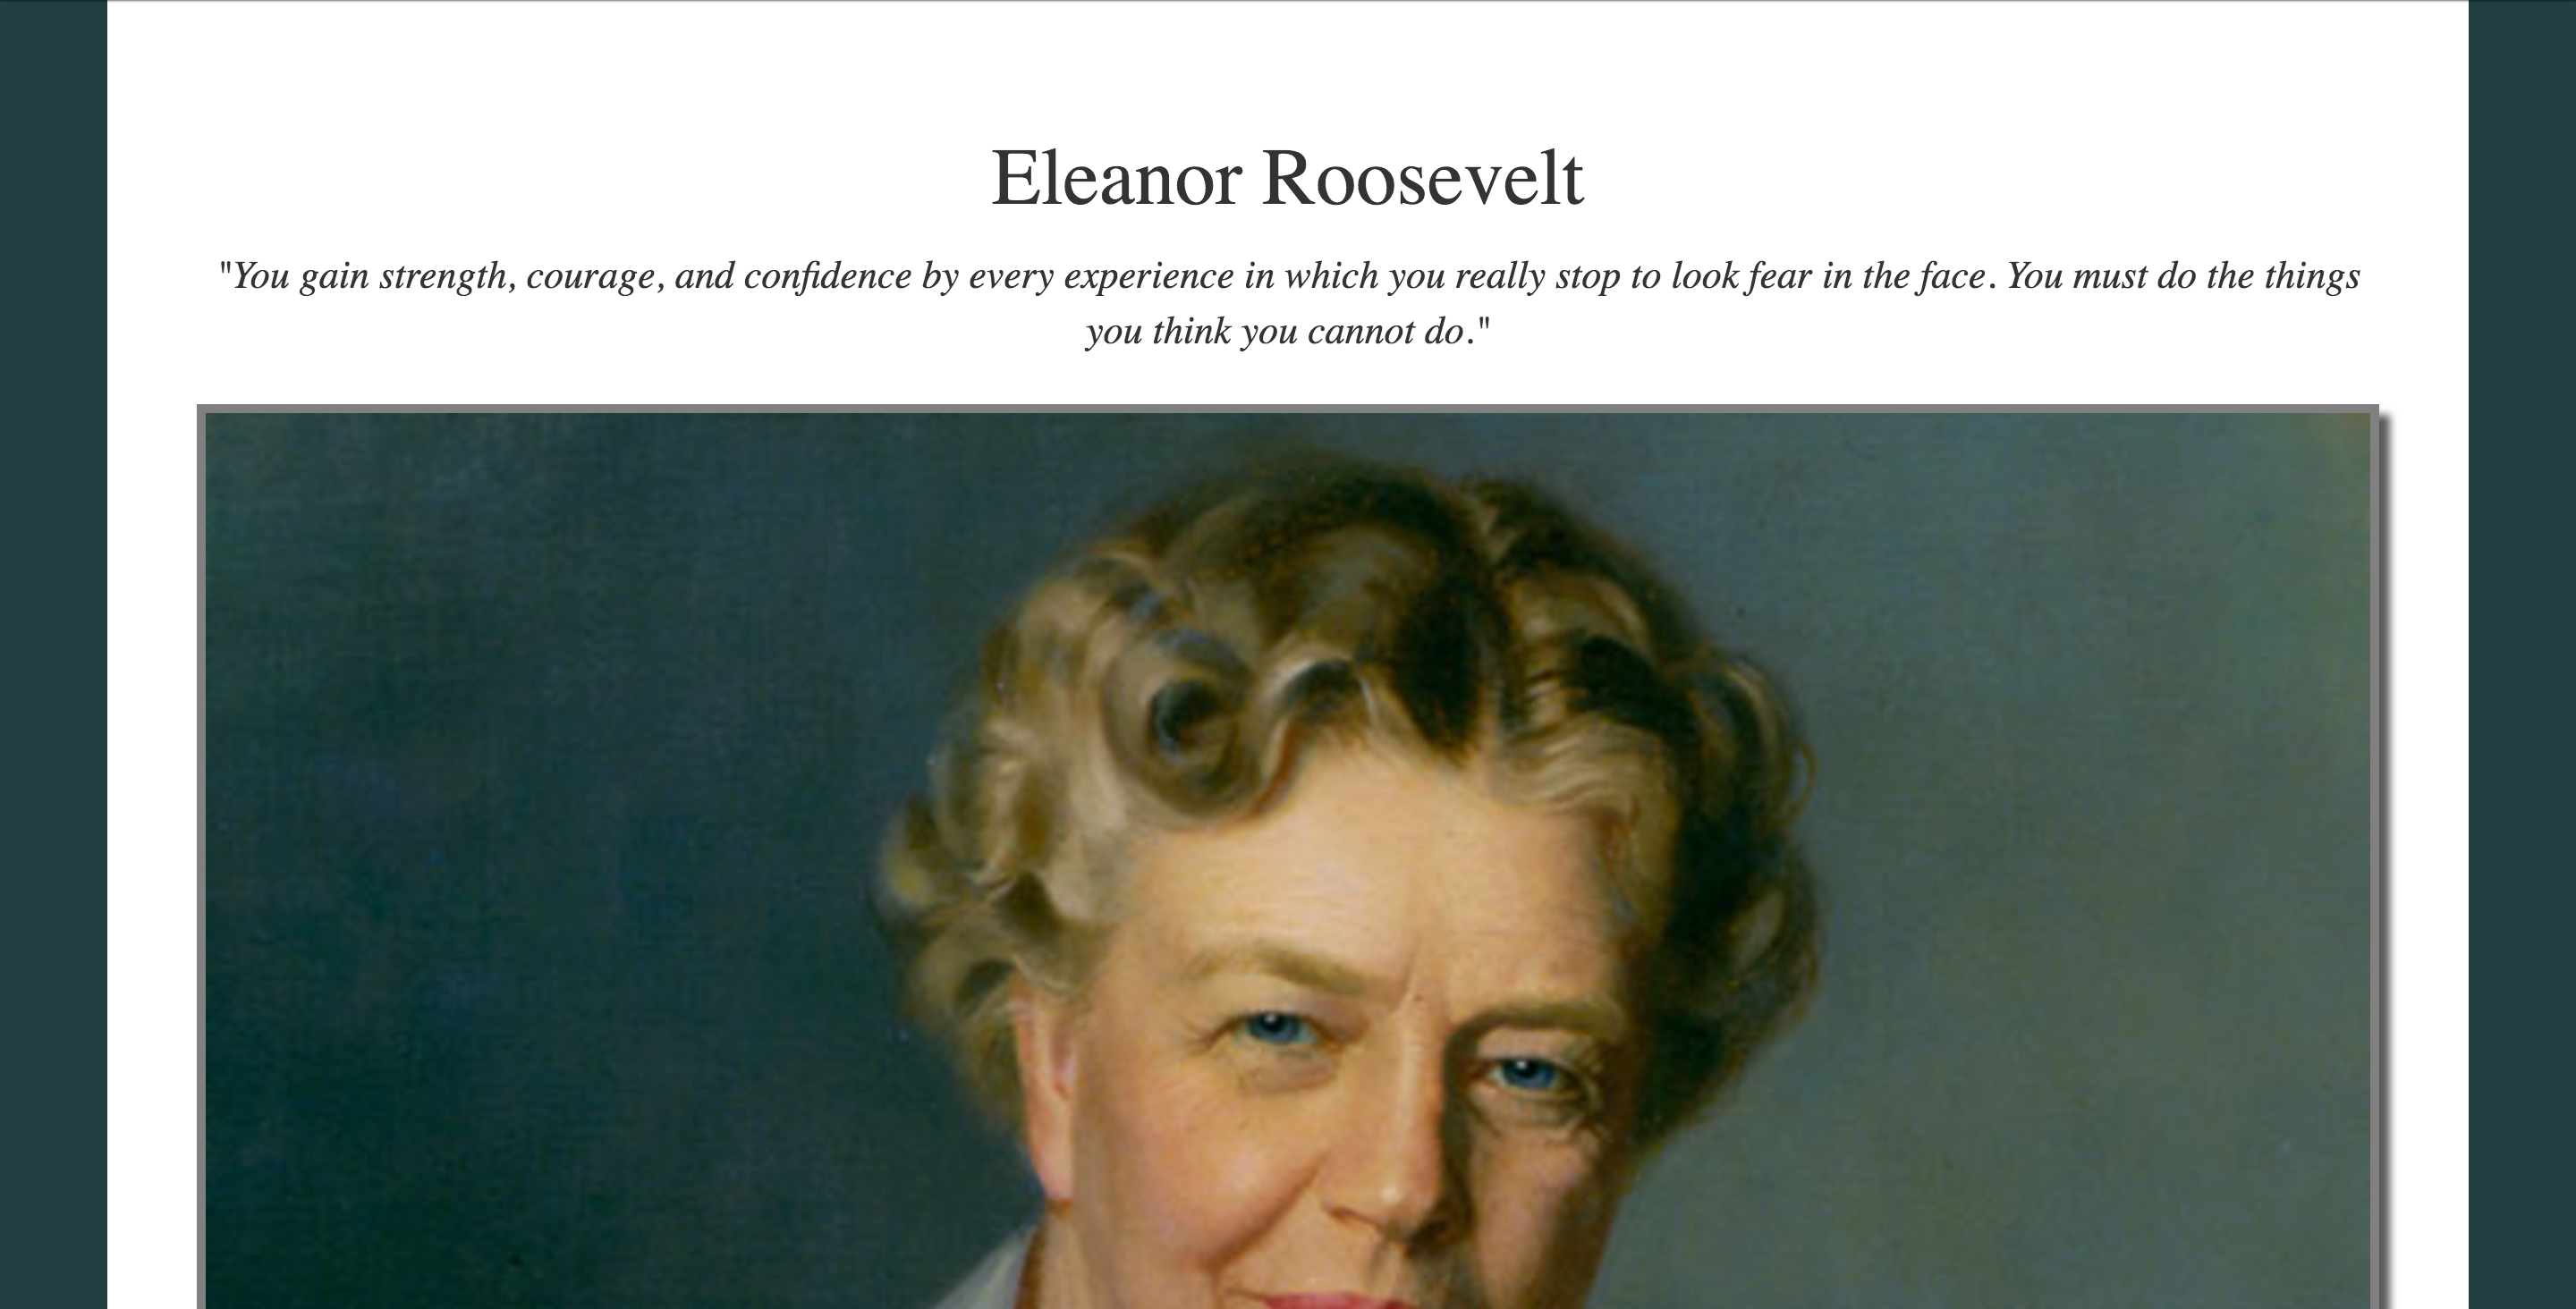 Eleanor Roosevelt
"You gain strength, courage, and confidence by every experience in which you really stop to look fear in the face. You must do the things
you think you cannot do."